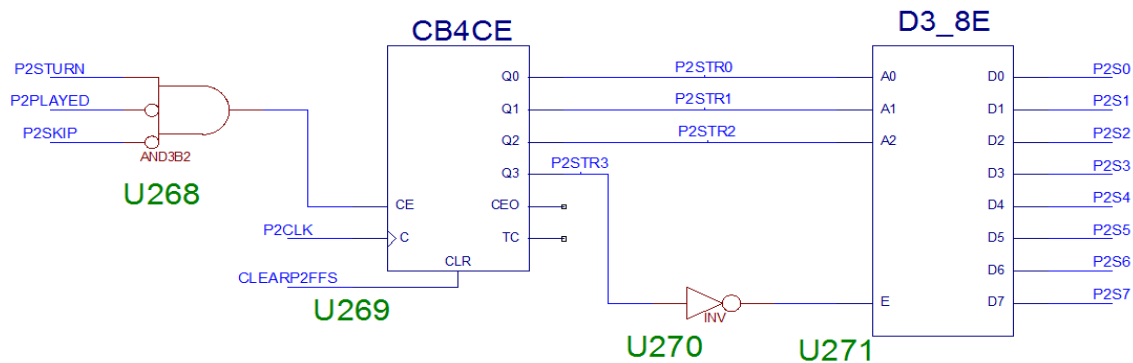 CB4CE
D3_8E
P2STURN
P2PLAYED
P2SKIP
AND3B2
U268
Q0
Q1
Q2
Q3
CEO
TC
CE
C
CLR
P2CLK
CLEARP2FFS
U269
P2STR0
P2STR1
P2STR2
P2STR3
INV
U270
A0
A1
A2
E
D0
D1
D2
D3
D4
D5
D6
D7
U271
P2S0
P2S1
P2S2
P2S3
P2S4
P2S5
P2S6
P2S7